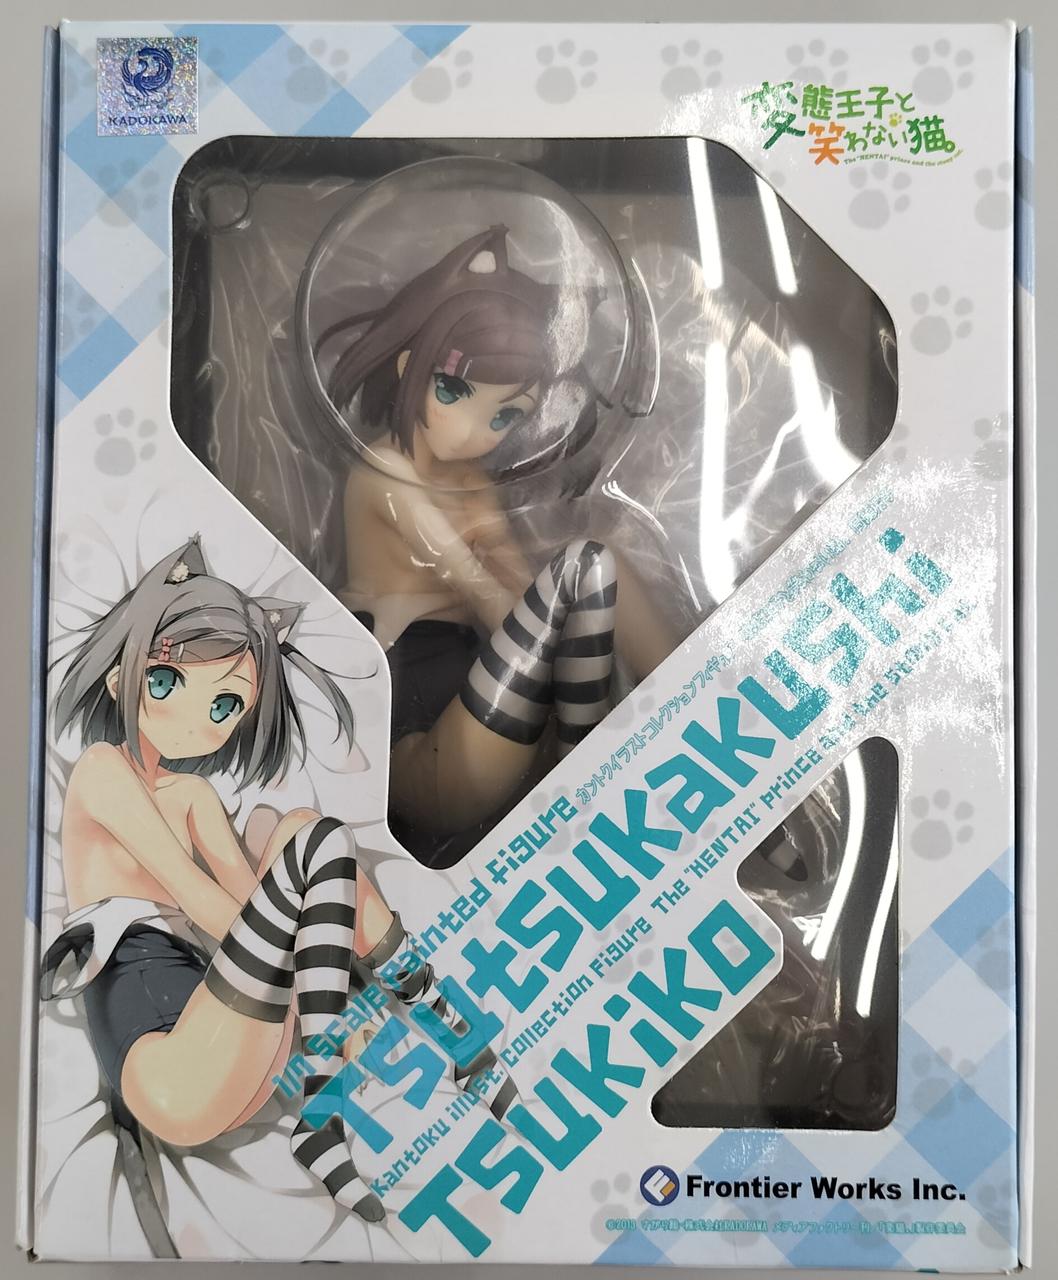 KADOKAWA
変態王子と
笑わない猫。
The "HENTAI" prince and the stony cat.
カントクイラストコレクションフィギュア
1/7 scale Painted Figure
Tsutsukakushi
Kantoku illust. Collection Figure The "HENTAI" Prince and the stony cat.
Tsukiko
Frontier Works Inc.